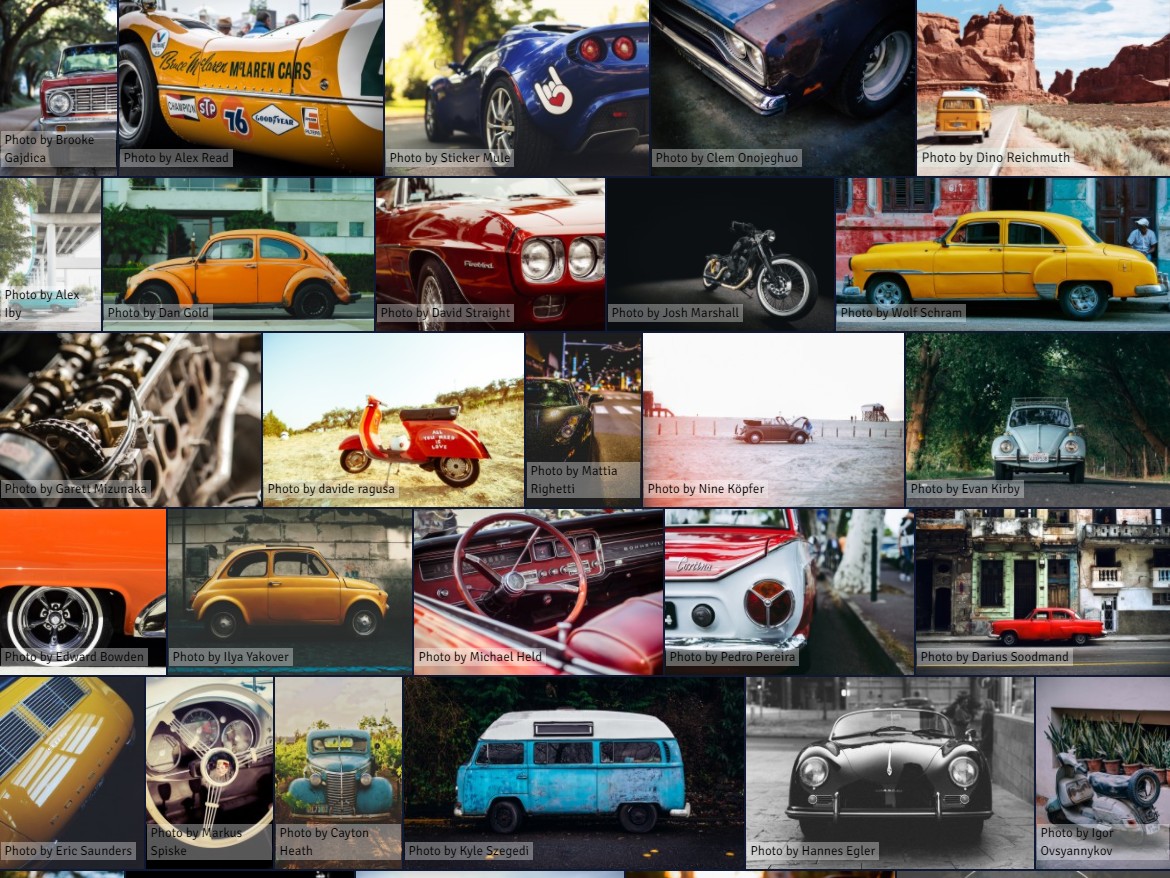 Photo by Brooke
Gajdica
Bruce McLaren McLAREN CARS
CHAMPION
STP
76
GOOD YEAR
Photo by Alex Read
Photo by Sticker Mule
Photo by Clem Onojeghuo
Photo by Dino Reichmuth
Photo by Alex
Iby
Photo by Dan Gold
Firebird
Photo by David Straight
Photo by Josh Marshall
617
Photo by Wolf Schram
Photo by Garett Mizunaka
ALL
YOU NEED
IS
LOVE
Photo by davide ragusa
Photo by Mattia
Righetti
Photo by Nine Köpfer
Photo by Evan Kirby
Photo by Edward Bowden
Photo by Ilya Yakover
BONNEVILLE
Photo by Michael Held
Cortina
Photo by Pedro Pereira
Photo by Darius Soodmand
Photo by Eric Saunders
Photo by Markus
Spiske
Photo by Cayton
Heath
Photo by Kyle Szegedi
Photo by Hannes Egler
Photo by Igor
Ovsyannykov